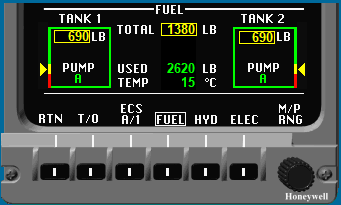 FUEL
TANK 1
TOTAL 1380 LB
TANK 2
690 LB
690 LB
PUMP
A
USED 2620 LB
TEMP 15 °C
PUMP
A
RTN T/O ECS A/1 FUEL HYD ELEC M/P RNG
Honeywell